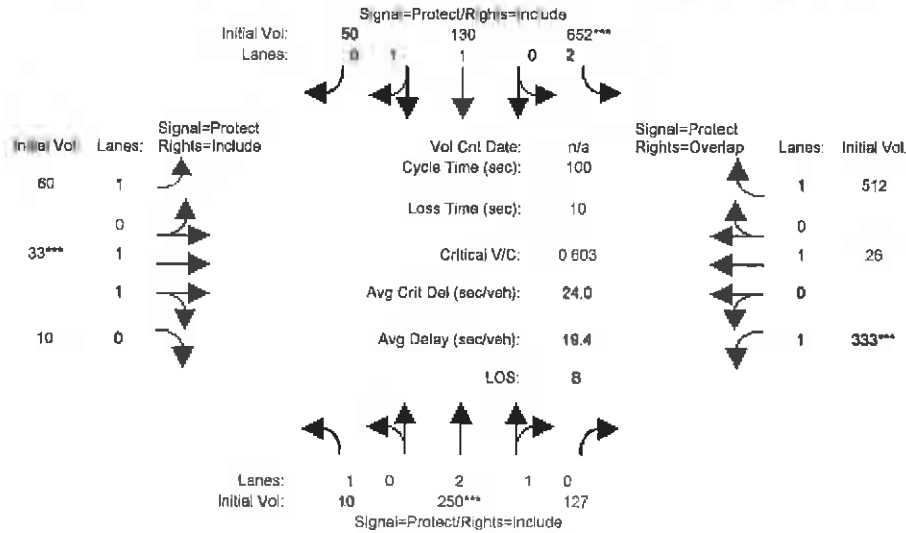 Signal=Protect/Rights=Include
Initial Vol: 50 130 652***
Lanes: 0 1 1 0 2
Signal=Protect
Rights=Include
Initial Vol Lanes:
60 1
0
33*** 1
1
10 0
Vol Cnt Date: n/a
Cycle Time (sec): 100
Loss Time (sec): 10
Critical V/C: 0.603
Avg Crit Del (sec/veh): 24.0
Avg Delay (sec/veh): 19.4
LOS: B
Signal=Protect
Rights=Overlap
Lanes: Initial Vol:
1 512
0
1 26
0
1 333***
Lanes: 1 0 2 1 0
Initial Vol: 10 250*** 127
Signal=Protect/Rights=Include